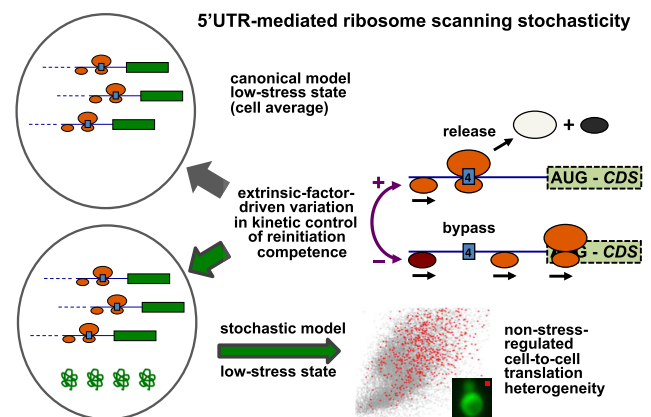 5'UTR-mediated ribosome scanning stochasticity
canonical model
low-stress state
(cell average)
release
+
4
AUG - CDS
+
extrinsic-factor-
driven variation
in kinetic control
of reinitiation
competence
bypass
–
4
AUG - CDS
stochastic model
low-stress state
non-stress-
regulated
cell-to-cell
translation
heterogeneity